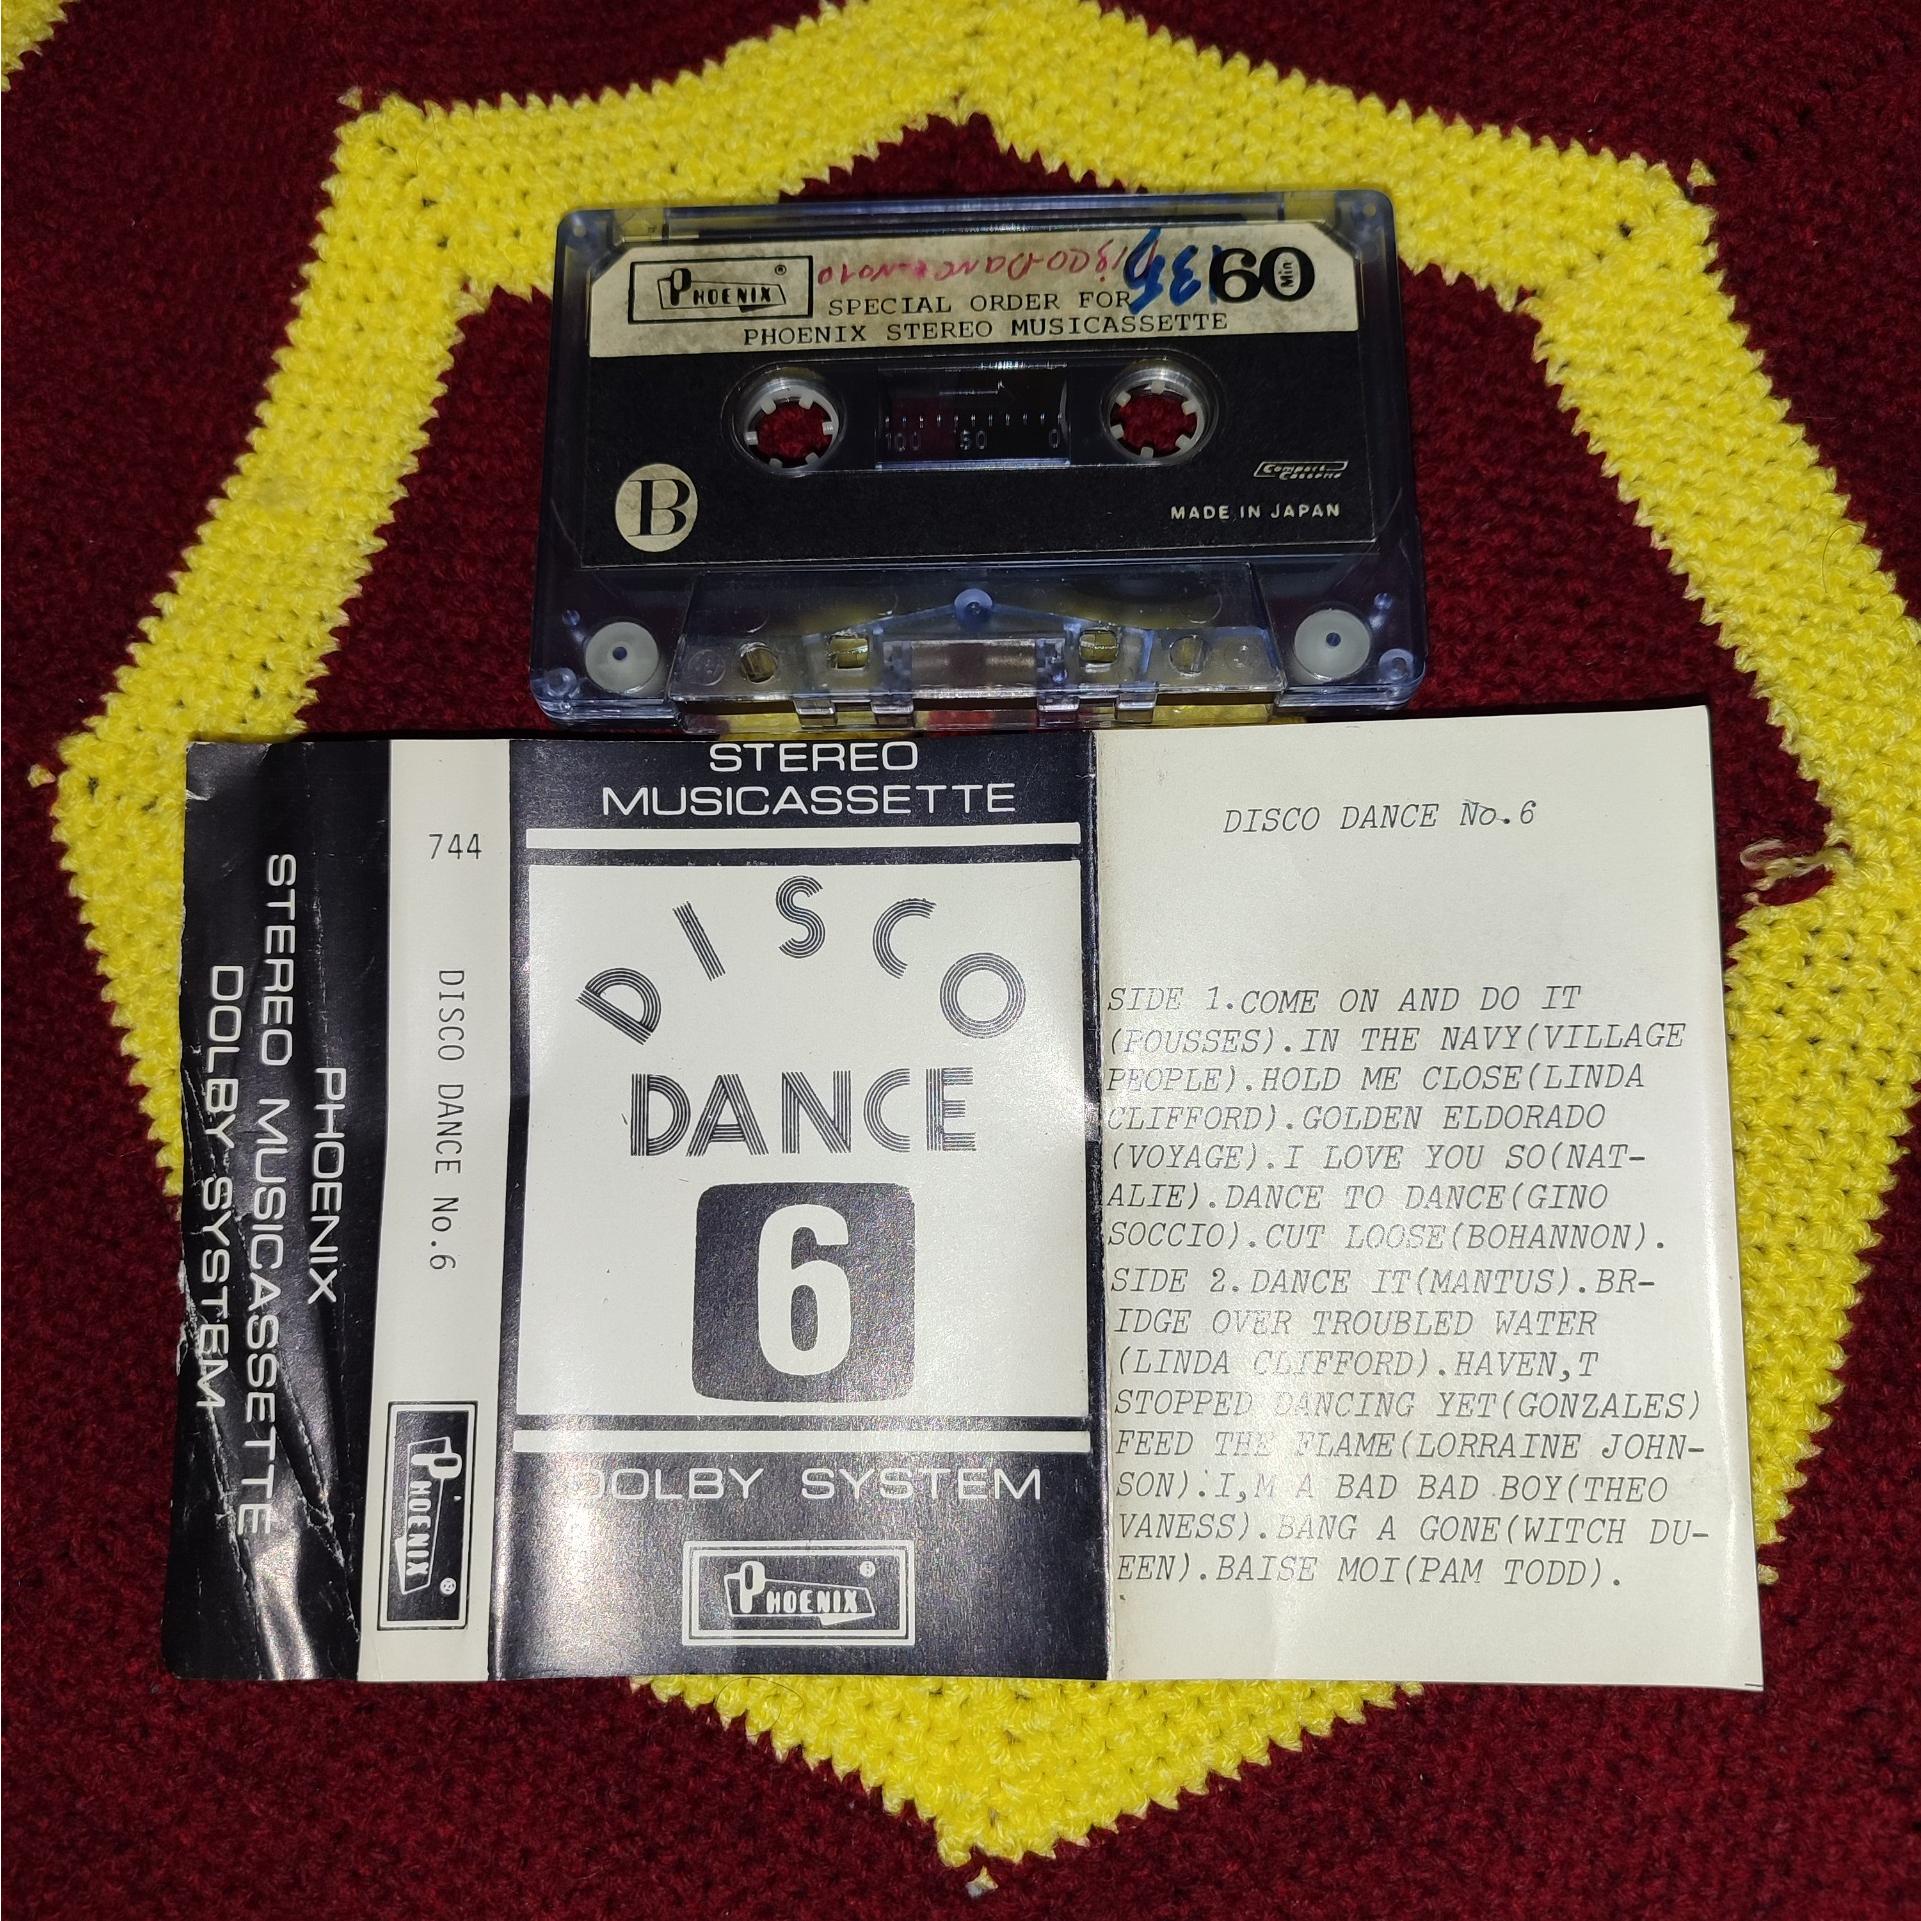 PHOENIX ®
Disco Dance No 10
60 Min
SPECIAL ORDER FOR
PHOENIX STEREO MUSICASSETTE
100 50 0
B
Compact
Cassette
MADE IN JAPAN
PHOENIX
STEREO MUSICASSETTE
DOLBY SYSTEM
744
DISCO DANCE No.6
PHOENIX ®
STEREO
MUSICASSETTE
DISCO
DANCE
6
DOLBY SYSTEM
PHOENIX ®
DISCO DANCE No.6
SIDE 1.COME ON AND DO IT
(POUSSES).IN THE NAVY(VILLAGE
PEOPLE).HOLD ME CLOSE(LINDA
CLIFFORD).GOLDEN ELDORADO
(VOYAGE).I LOVE YOU SO(NAT-
ALIE).DANCE TO DANCE(GINO
SOCCIO).CUT LOOSE(BOHANNON).
SIDE 2.DANCE IT(MANTUS).BR-
IDGE OVER TROUBLED WATER
(LINDA CLIFFORD).HAVEN,T
STOPPED DANCING YET(GONZALES)
FEED THE FLAME(LORRAINE JOHN-
SON).I,M A BAD BAD BOY(THEO
VANESS).BANG A GONE(WITCH DU-
EEN).BAISE MOI(PAM TODD).